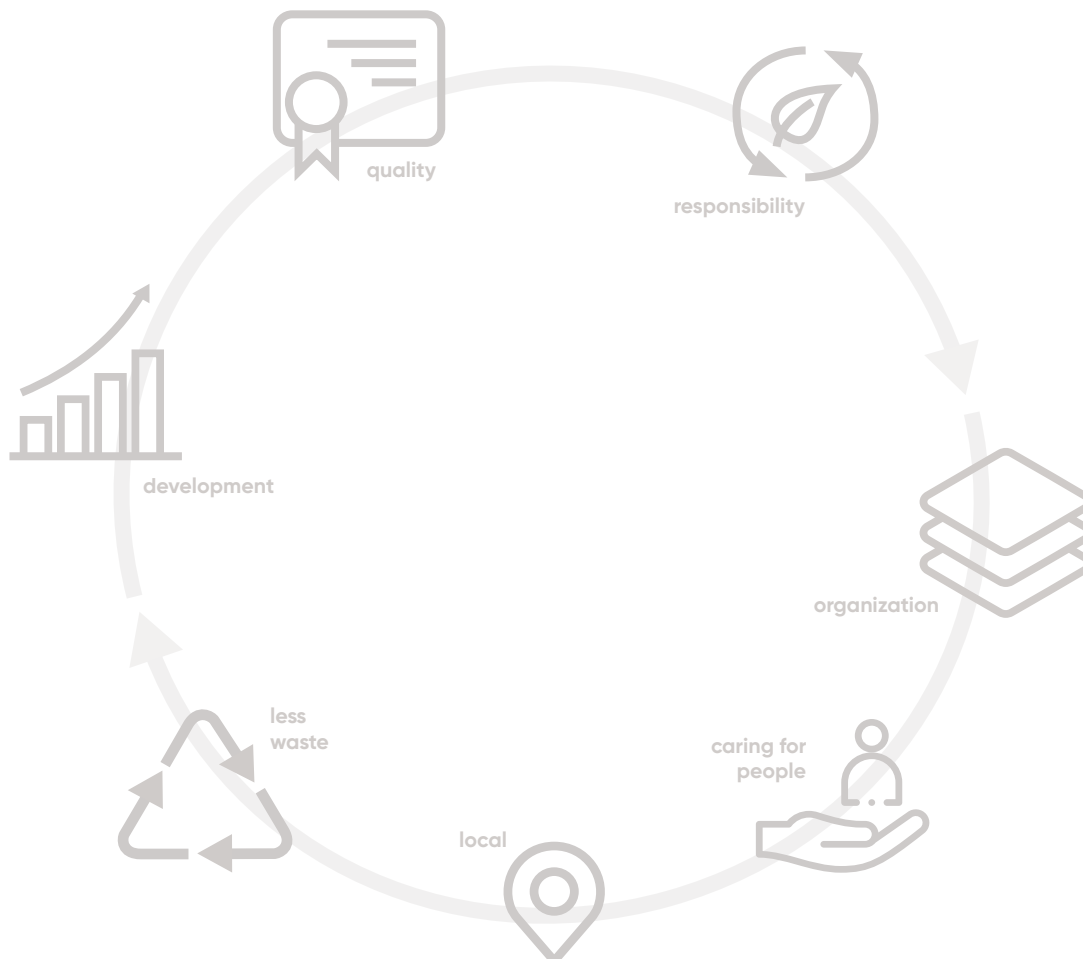 quality
responsibility
development
organization
less
waste
caring for
people
local